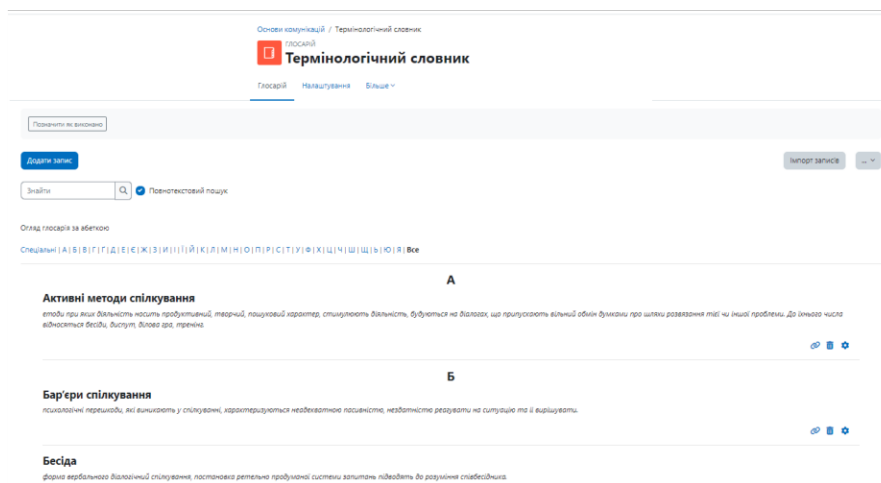 Основи комунікацій / Термінологічний словник
ГЛОСАРІЙ
Термінологічний словник
Глосарій Налаштування Більше
Позначити як виконано
Додати запис Імпорт записів ...
Знайти Повнотекстовий пошук
Огляд глосарія за абеткою
Спеціальні | А | Б | В | Г | Ґ | Д | Е | Є | Ж | З | И | І | Ї | Й | К | Л | М | Н | О | П | Р | С | Т | У | Ф | Х | Ц | Ч | Ш | Щ | Ь | Ю | Я | Все
А
Активні методи спілкування
етоди при яких діяльність носить продуктивний, творчий, пошуковий характер, стимулюють діяльність, будуються на діалогах, що припускають вільний обмін думками про шляхи розвязання тієї чи іншої проблеми. До їхнього числа
відносяться бесіди, диспут, ділова гра, тренінг.
Б
Бар'єри спілкування
психологічні перешкоди, які виникають у спілкуванні, характеризуються неадекватною пасивністю, нездатністю реагувати на ситуацію та її вирішувати.
Бесіда
форма вербального діалогічний спілкування, постановка ретельно продуманої системи запитань підводять до розуміння співбесідника.